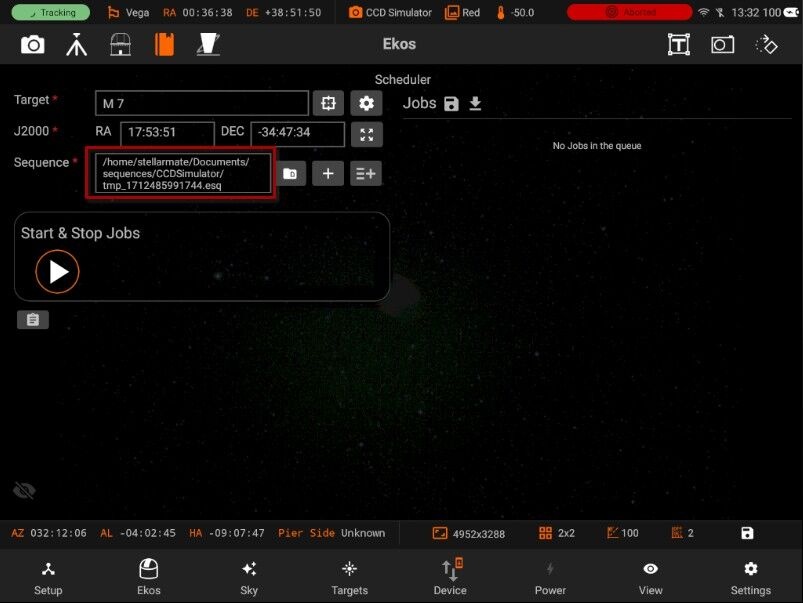 Tracking Vega RA 00:36:38 DE +38:51:50 CCD Simulator Red -50.0 Aborted 13:32 100
Ekos
Scheduler
Target * M 7
Jobs
J2000 * RA 17:53:51 DEC -34:47:34
No Jobs in the queue
Sequence * /home/stellarmate/Documents/
sequences/CCDSimulator/
tmp_1712485991744.esq
Start & Stop Jobs
AZ 032:12:06 AL -04:02:45 HA -09:07:47 Pier Side Unknown 4952x3288 2x2 100 2
Setup Ekos Sky Targets Device Power View Settings